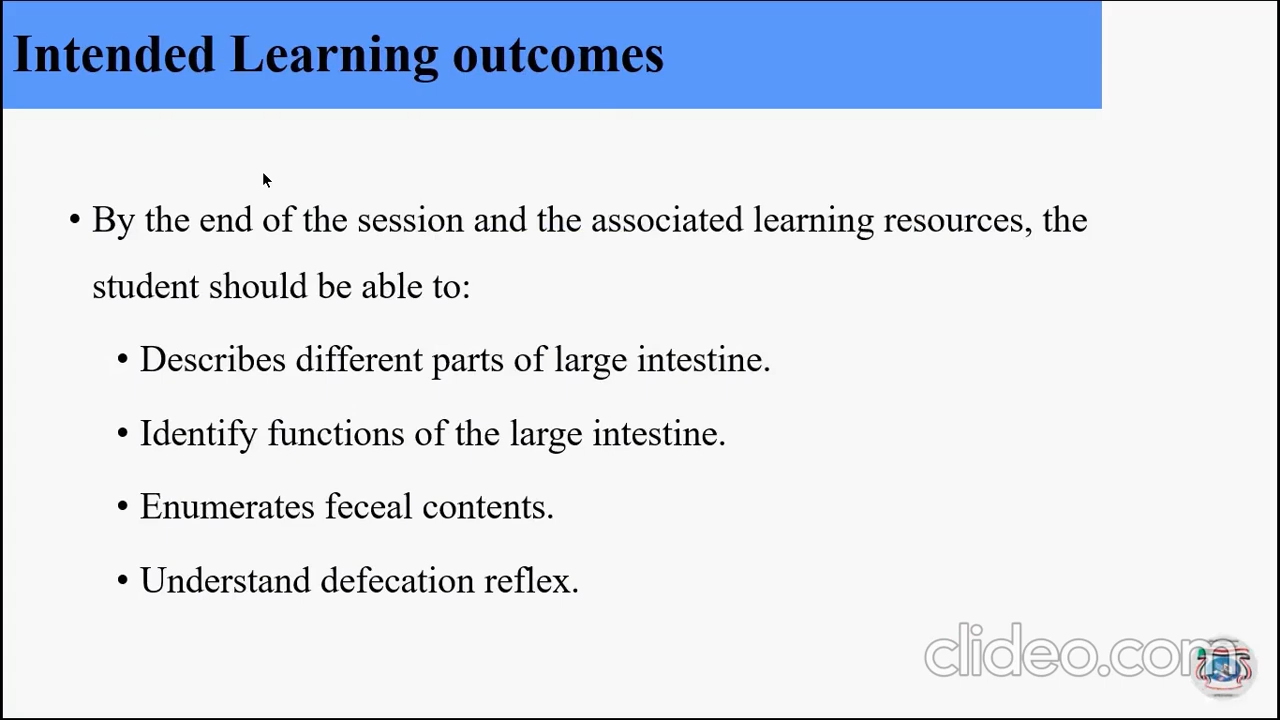 Intended Learning outcomes
• By the end of the session and the associated learning resources, the
student should be able to:
• Describes different parts of large intestine.
• Identify functions of the large intestine.
• Enumerates feceal contents.
• Understand defecation reflex.
clideo.com